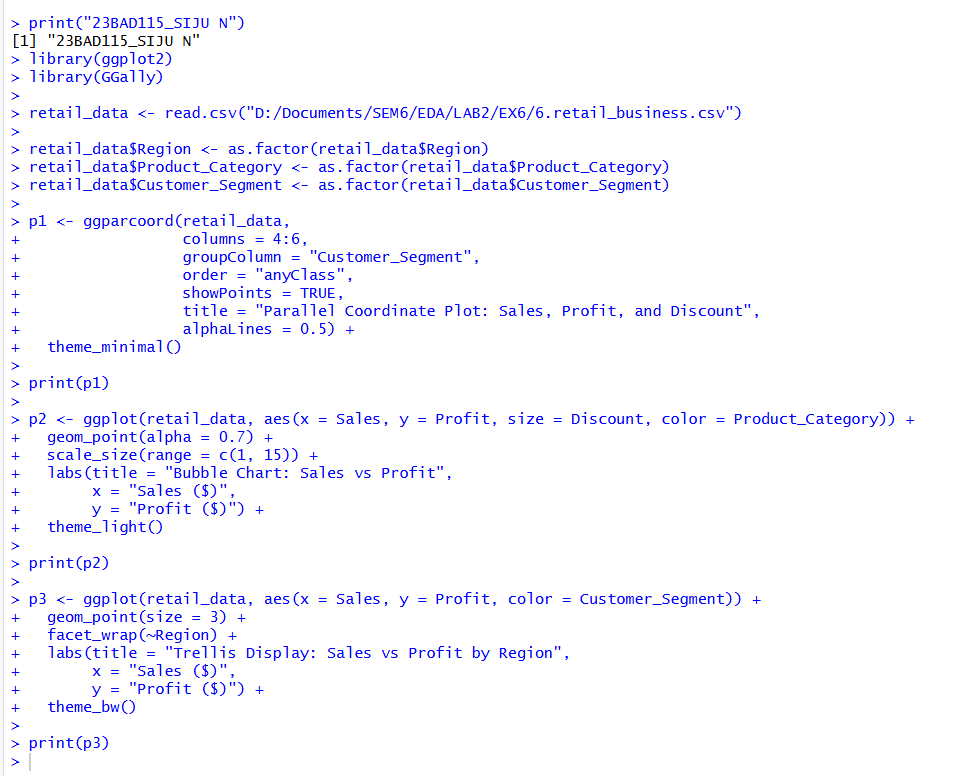 > print("23BAD115_SIJU N")
[1] "23BAD115_SIJU N"
> library(ggplot2)
> library(GGally)
>
> retail_data <- read.csv("D:/Documents/SEM6/EDA/LAB2/EX6/6.retail_business.csv")
>
> retail_data$Region <- as.factor(retail_data$Region)
> retail_data$Product_Category <- as.factor(retail_data$Product_Category)
> retail_data$Customer_Segment <- as.factor(retail_data$Customer_Segment)
>
> p1 <- ggparcoord(retail_data,
+                  columns = 4:6,
+                  groupColumn = "Customer_Segment",
+                  order = "anyClass",
+                  showPoints = TRUE,
+                  title = "Parallel Coordinate Plot: Sales, Profit, and Discount",
+                  alphaLines = 0.5) +
+   theme_minimal()
>
> print(p1)
>
> p2 <- ggplot(retail_data, aes(x = Sales, y = Profit, size = Discount, color = Product_Category)) +
+   geom_point(alpha = 0.7) +
+   scale_size(range = c(1, 15)) +
+   labs(title = "Bubble Chart: Sales vs Profit",
+        x = "Sales ($)",
+        y = "Profit ($)") +
+   theme_light()
>
> print(p2)
>
> p3 <- ggplot(retail_data, aes(x = Sales, y = Profit, color = Customer_Segment)) +
+   geom_point(size = 3) +
+   facet_wrap(~Region) +
+   labs(title = "Trellis Display: Sales vs Profit by Region",
+        x = "Sales ($)",
+        y = "Profit ($)") +
+   theme_bw()
>
> print(p3)
>